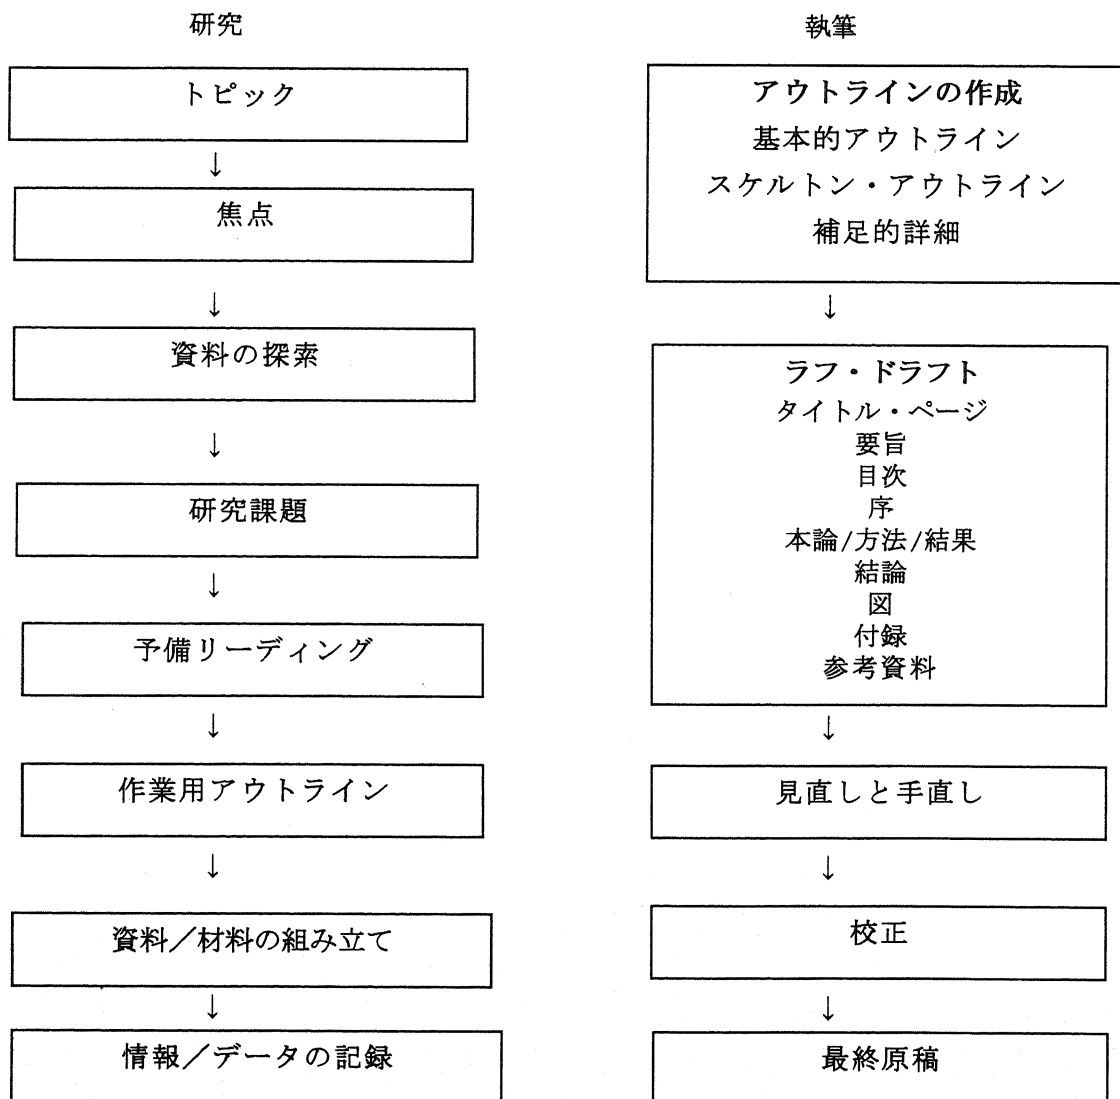 研究
トピック
↓
焦点
↓
資料の探索
↓
研究課題
↓
予備リーディング
↓
作業用アウトライン
↓
資料／材料の組み立て
↓
情報／データの記録
執筆
アウトラインの作成
基本的アウトライン
スケルトン・アウトライン
補足的詳細
↓
ラフ・ドラフト
タイトル・ページ
要旨
目次
序
本論/方法/結果
結論
図
付録
参考資料
↓
見直しと手直し
↓
校正
↓
最終原稿